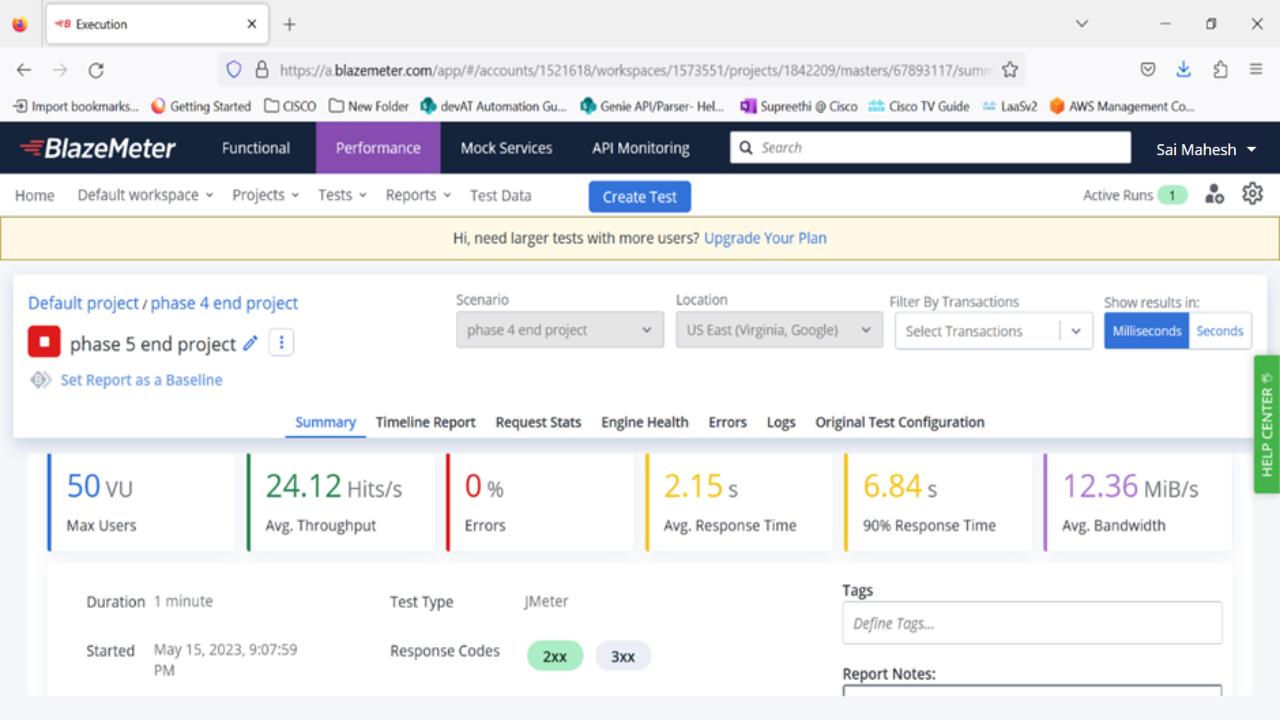 Execution
https://a.blazemeter.com/app/#/accounts/1521618/workspaces/1573551/projects/1842209/masters/67893117/summ
Import bookmarks... Getting Started CISCO New Folder devAT Automation Gu... Genie API/Parser- Hel... Supreethi @ Cisco Cisco TV Guide LaaSv2 AWS Management Co...
BlazeMeter Functional Performance Mock Services API Monitoring Search Sai Mahesh
Home Default workspace Projects Tests Reports Test Data Create Test Active Runs 1
Hi, need larger tests with more users? Upgrade Your Plan
Default project / phase 4 end project
phase 5 end project
Set Report as a Baseline
Scenario
phase 4 end project
Location
US East (Virginia, Google)
Filter By Transactions
Select Transactions
Show results in:
Milliseconds Seconds
HELP CENTER
Summary Timeline Report Request Stats Engine Health Errors Logs Original Test Configuration
50 VU
Max Users
24.12 Hits/s
Avg. Throughput
0 %
Errors
2.15 s
Avg. Response Time
6.84 s
90% Response Time
12.36 MiB/s
Avg. Bandwidth
Duration 1 minute
Started May 15, 2023, 9:07:59
PM
Test Type JMeter
Response Codes 2xx 3xx
Tags
Define Tags...
Report Notes: